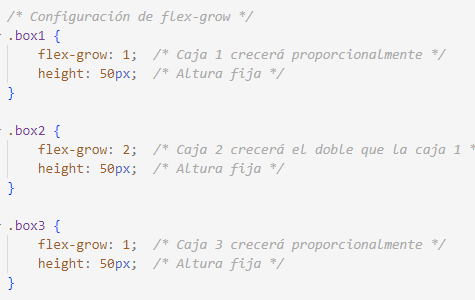 /* Configuración de flex-grow */
.box1 {
flex-grow: 1;  /* Caja 1 crecerá proporcionalmente */
height: 50px;  /* Altura fija */
}
.box2 {
flex-grow: 2;  /* Caja 2 crecerá el doble que la caja 1 *
height: 50px;  /* Altura fija */
}
.box3 {
flex-grow: 1;  /* Caja 3 crecerá proporcionalmente */
height: 50px;  /* Altura fija */
}